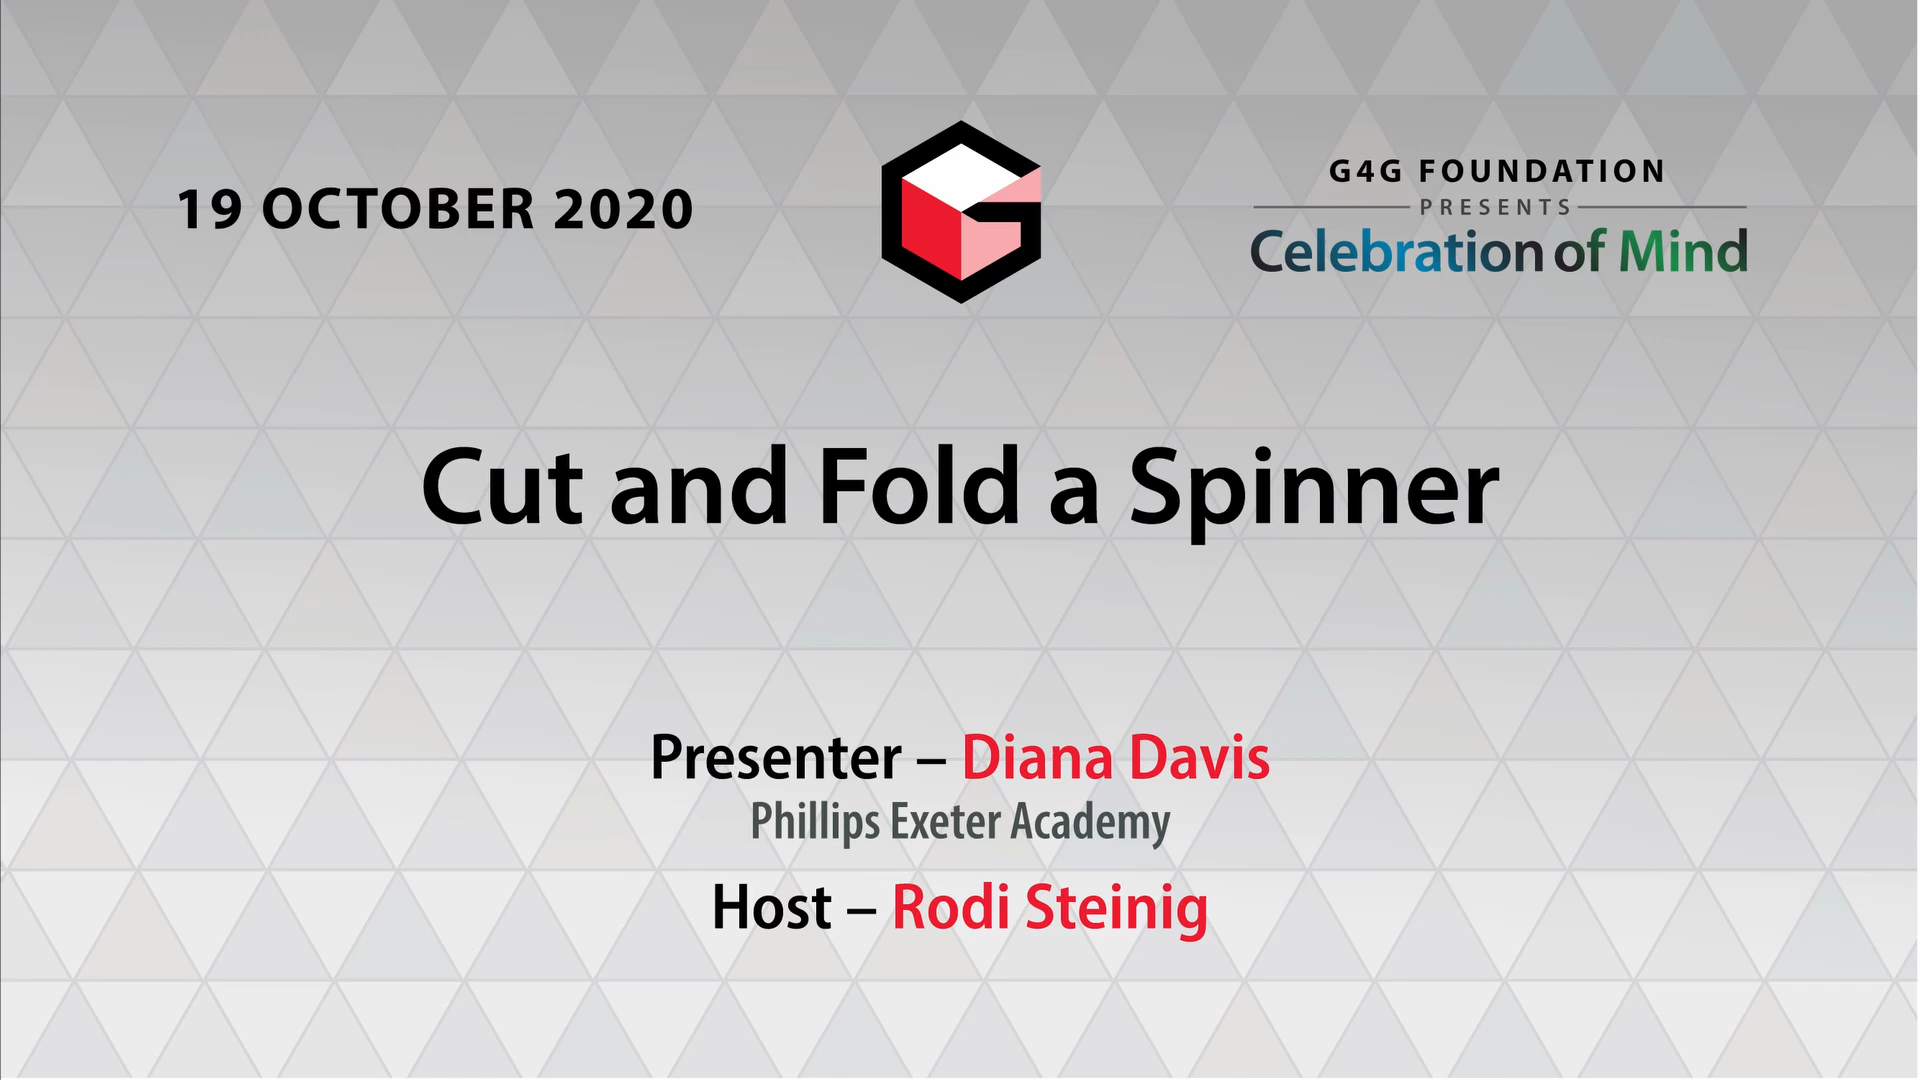 19 OCTOBER 2020
G4G FOUNDATION
PRESENTS
Celebration of Mind
Cut and Fold a Spinner
Presenter – Diana Davis
Phillips Exeter Academy
Host – Rodi Steinig